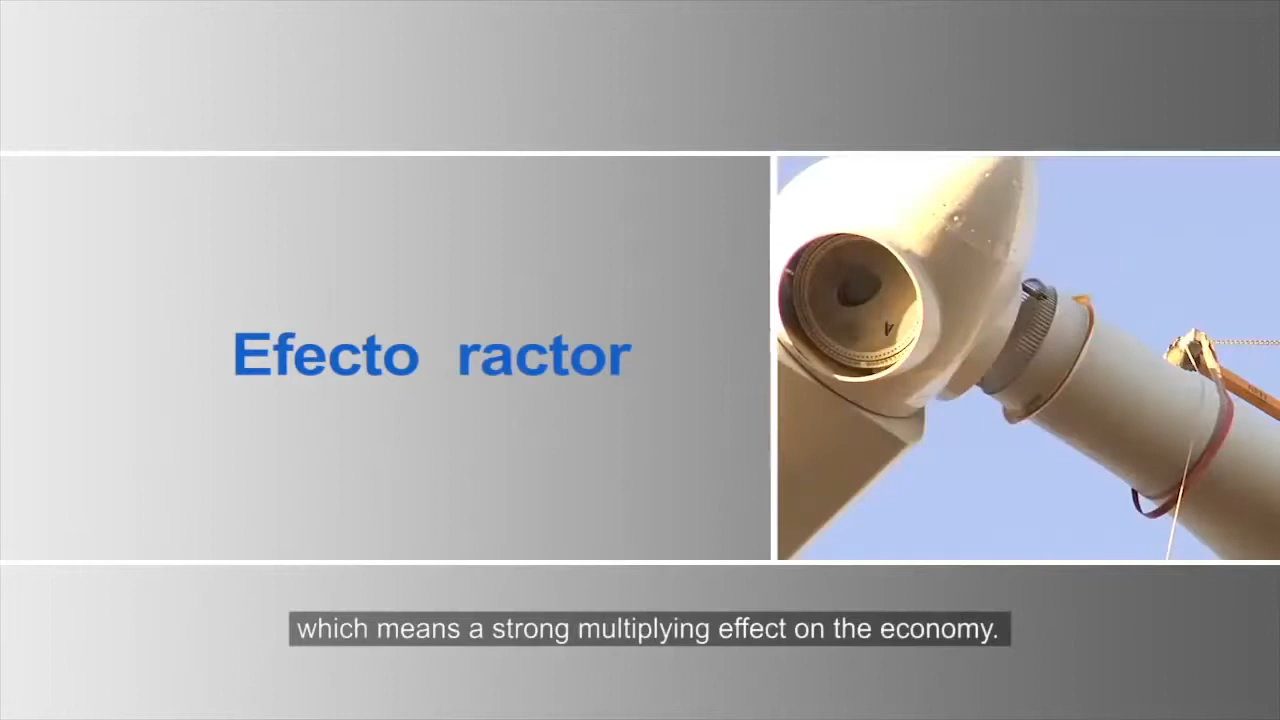 Efecto ractor
which means a strong multiplying effect on the economy.